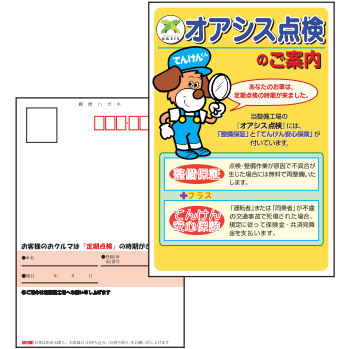 OASIS
オアシス点検
のご案内
てんけんくん
あなたのお車は、
定期点検の時期が来ました。
当整備工場の
「オアシス点検」には、
「整備保証」と「てんけん安心保険」が
付いています。
整備保証
点検・整備作業が原因で不具合が
生じた場合には無料で再整備いた
します。
+プラス
てんけん
安心保険
「運転者」または「同乗者」が不慮
の交通事故で死傷された場合、
規定に従って保険金・共済見舞
金を支払います。
郵便ハガキ
お客様のおクルマは「定期点検」の時期が
●車名
●期日 年 月 日